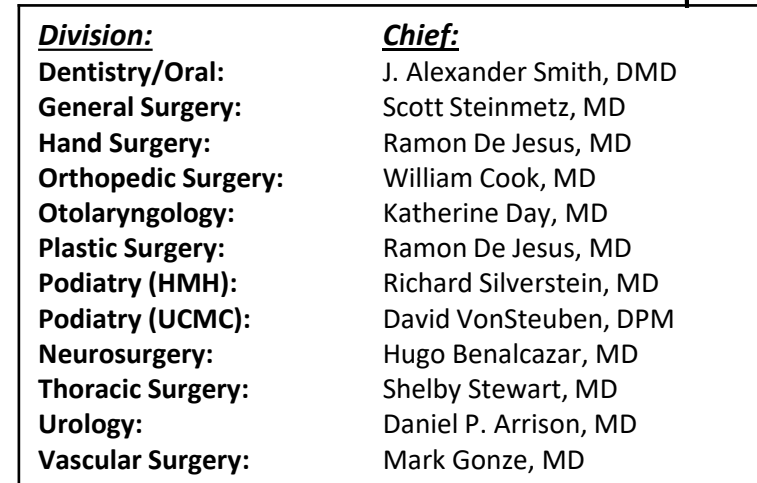 Division: Chief:
Dentistry/Oral: J. Alexander Smith, DMD
General Surgery: Scott Steinmetz, MD
Hand Surgery: Ramon De Jesus, MD
Orthopedic Surgery: William Cook, MD
Otolaryngology: Katherine Day, MD
Plastic Surgery: Ramon De Jesus, MD
Podiatry (HMH): Richard Silverstein, MD
Podiatry (UCMC): David VonSteuben, DPM
Neurosurgery: Hugo Benalcazar, MD
Thoracic Surgery: Shelby Stewart, MD
Urology: Daniel P. Arrison, MD
Vascular Surgery: Mark Gonze, MD